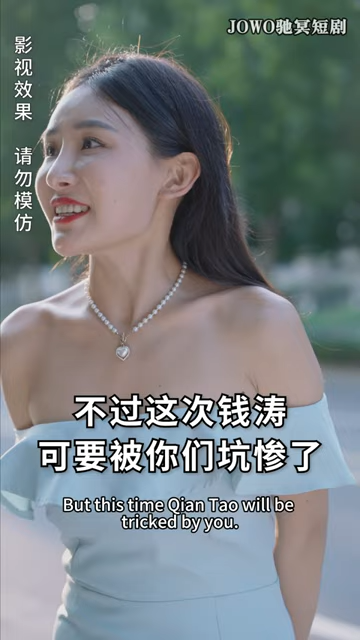 JOWO驰冥短剧
影视效果 请勿模仿
不过这次钱涛
可要被你们坑惨了
But this time Qian Tao will be
tricked by you.